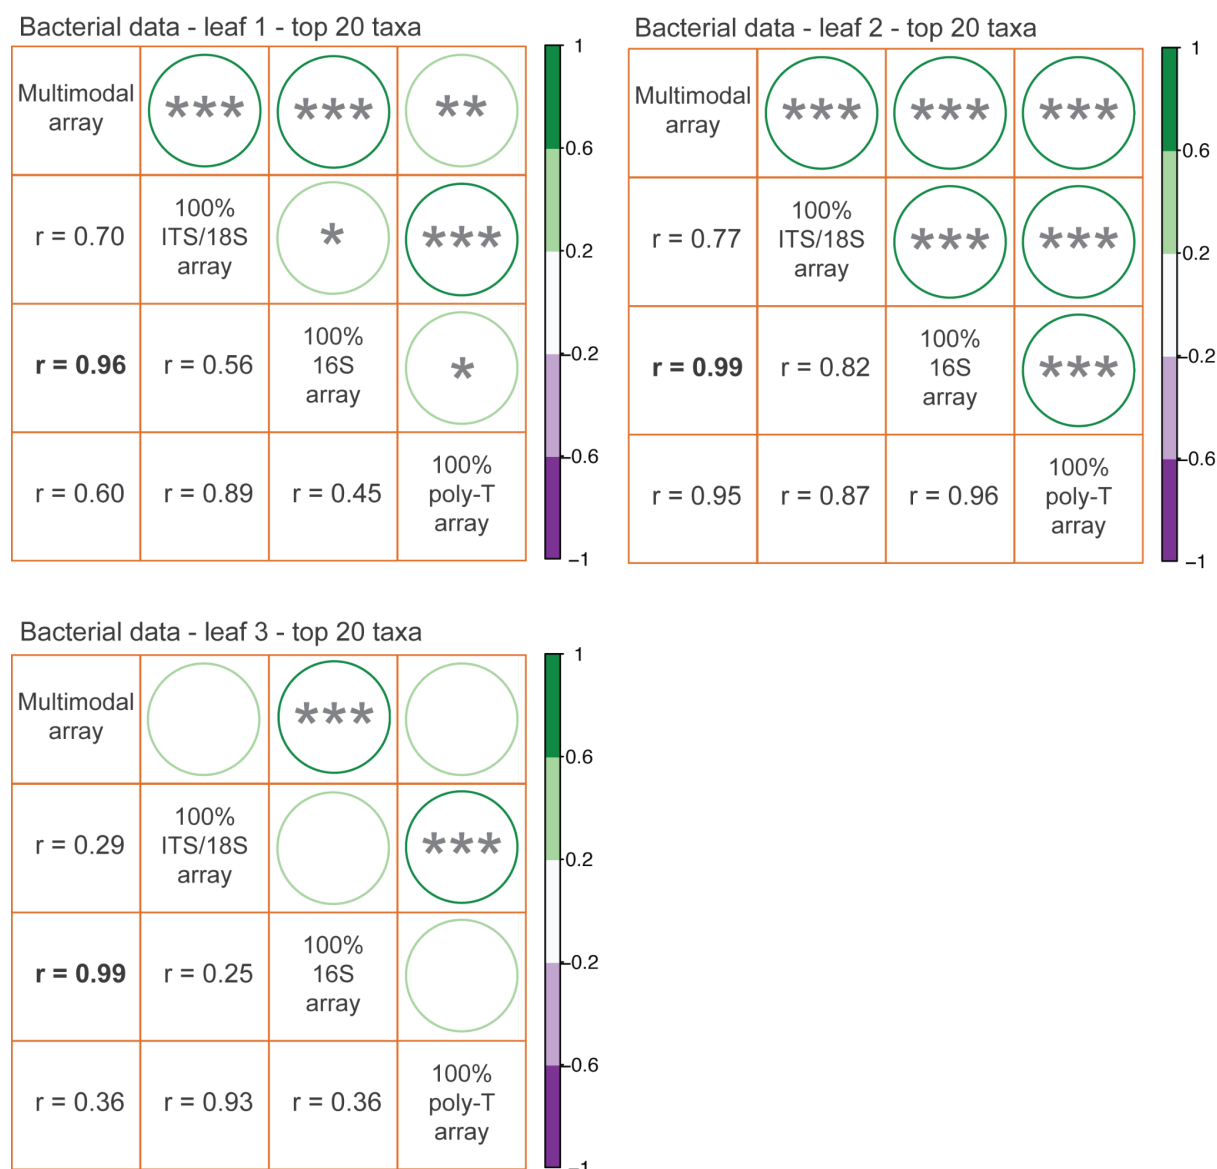 Bacterial data - leaf 1 - top 20 taxa
Multimodal
array
***
***
**
1
0.6
0.2
−0.2
−0.6
−1
r = 0.70
100%
ITS/18S
array
*
***
r = 0.96
r = 0.56
100%
16S
array
*
r = 0.60
r = 0.89
r = 0.45
100%
poly-T
array
Bacterial data - leaf 2 - top 20 taxa
Multimodal
array
***
***
***
1
0.6
0.2
−0.2
−0.6
−1
r = 0.77
100%
ITS/18S
array
***
***
r = 0.99
r = 0.82
100%
16S
array
***
r = 0.95
r = 0.87
r = 0.96
100%
poly-T
array
Bacterial data - leaf 3 - top 20 taxa
Multimodal
array
***
1
0.6
0.2
−0.2
−0.6
−1
r = 0.29
100%
ITS/18S
array
***
r = 0.99
r = 0.25
100%
16S
array
r = 0.36
r = 0.93
r = 0.36
100%
poly-T
array